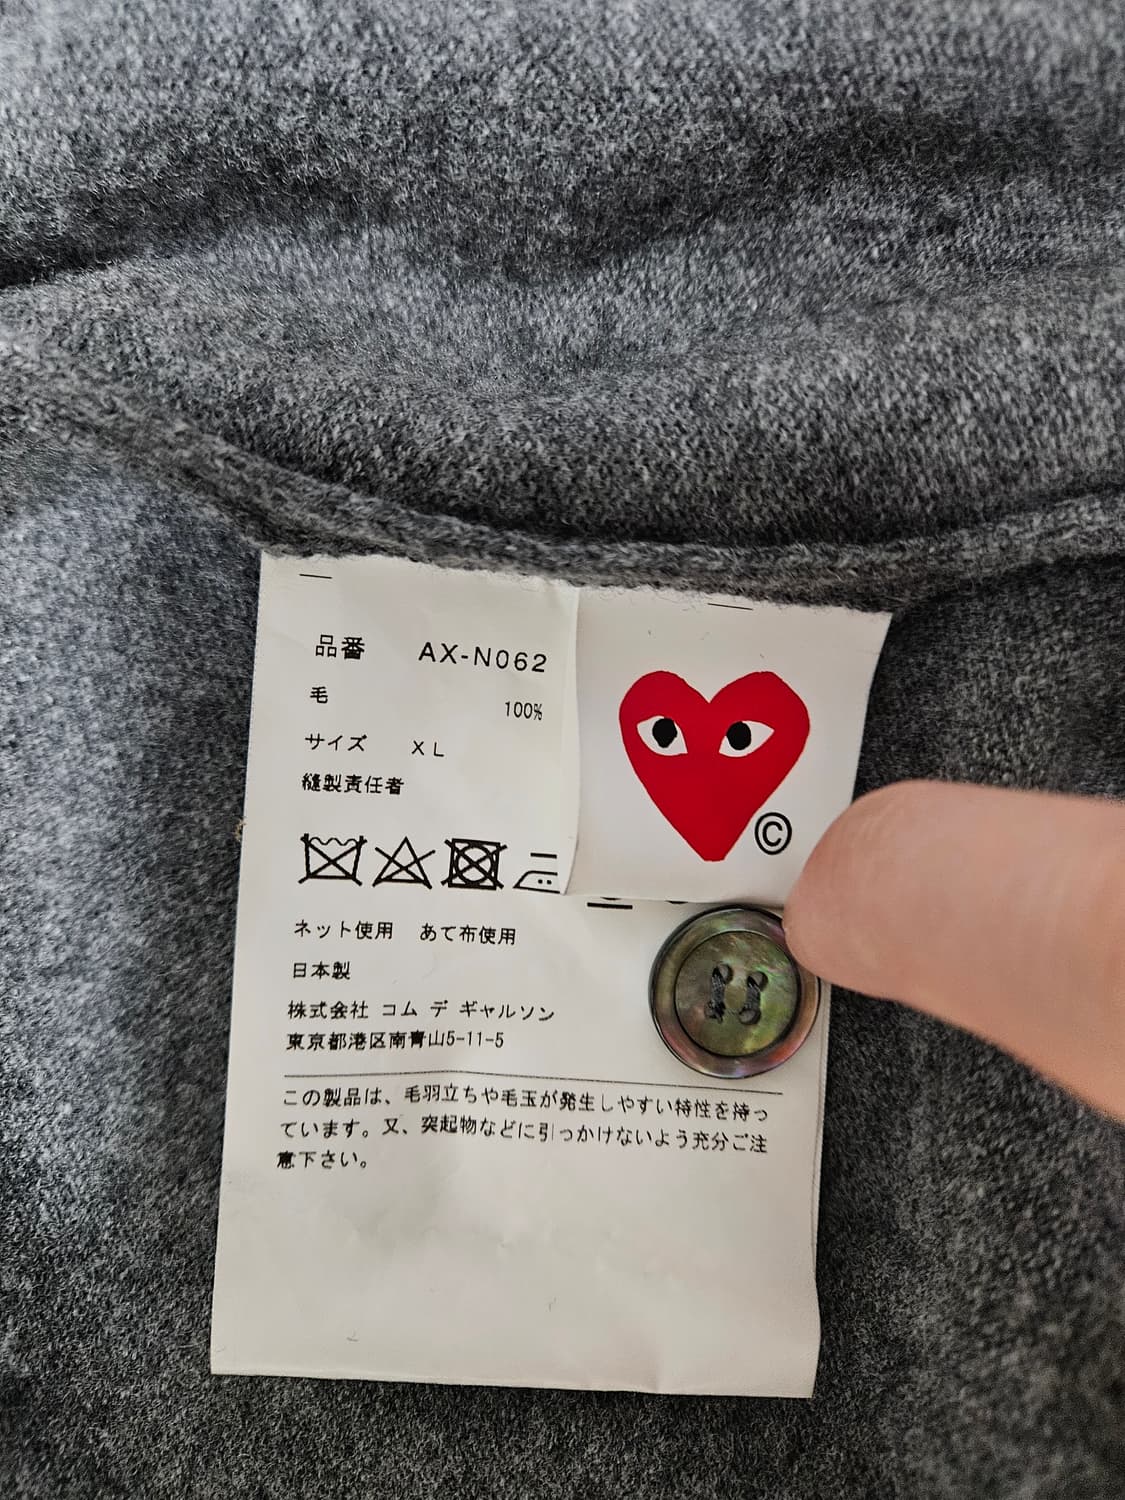 品番 AX-N062
毛 100%
サイズ XL
縫製責任者
©
ネット使用 あて布使用
日本製
株式会社 コム デ ギャルソン
東京都港区南青山5-11-5
この製品は、毛羽立ちや毛玉が発生しやすい特性を持っ
ています。又、突起物などに引っかけないよう充分ご注
意下さい。